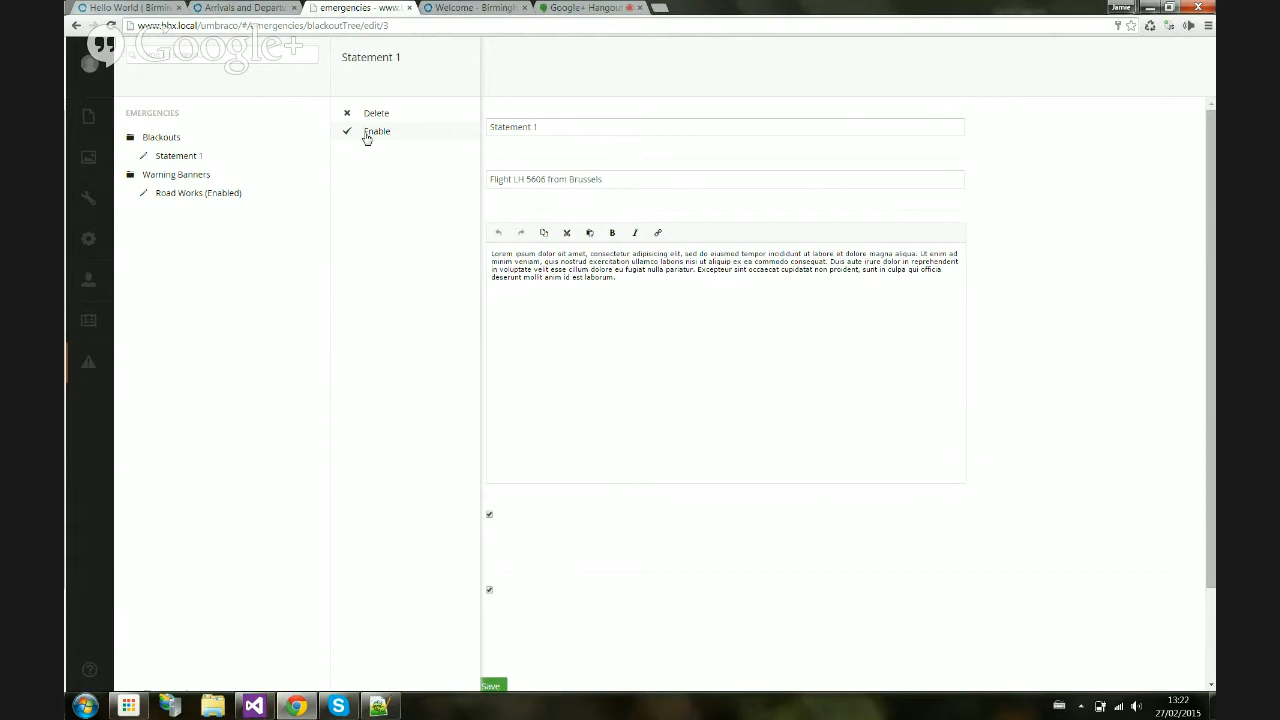 Hello World | Birmin
Arrivals and Departu
emergencies - www.
Welcome - Birmingh
Google+ Hangout
Jamie
www.bhx.local/umbraco/#/emergencies/blackoutTree/edit/3
Google+
Statement 1
EMERGENCIES
Blackouts
Statement 1
Warning Banners
Road Works (Enabled)
Delete
Enable
Statement 1
Flight LH 5606 from Brussels
B I
Lorem ipsum dolor sit amet, consectetur adipisicing elit, sed do eiusmod tempor incididunt ut labore et dolore magna aliqua. Ut enim ad
minim veniam, quis nostrud exercitation ullamco laboris nisi ut aliquip ex ea commodo consequat. Duis aute irure dolor in reprehenderit
in voluptate velit esse cillum dolore eu fugiat nulla pariatur. Excepteur sint occaecat cupidatat non proident, sunt in culpa qui officia
deserunt mollit anim id est laborum.
Save
13:22
27/02/2015